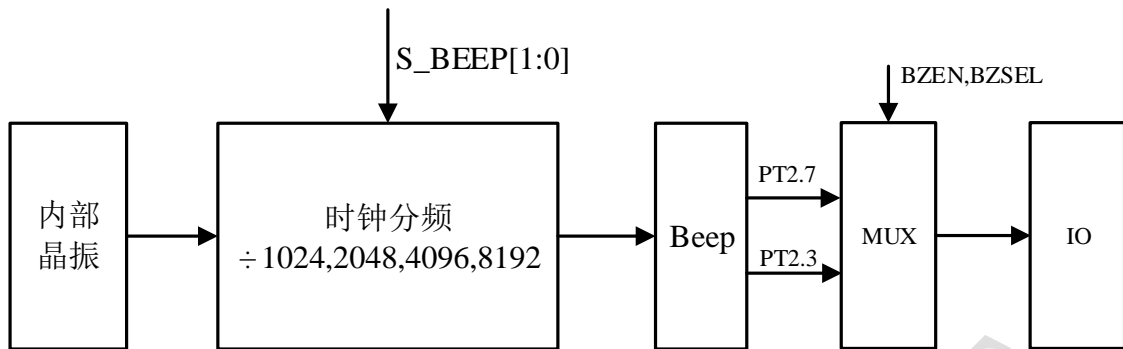 S_BEEP[1:0]
BZEN,BZSEL
内部
晶振
时钟分频
÷1024,2048,4096,8192
Beep
PT2.7
PT2.3
MUX
IO